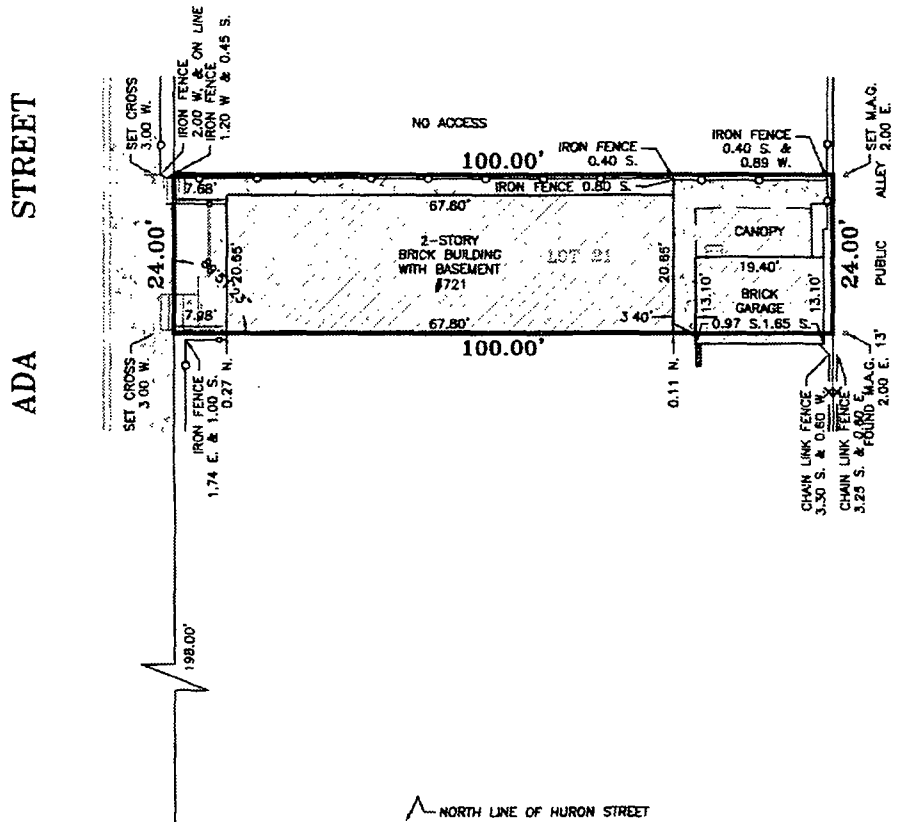 ADA STREET
SET CROSS
3.00 W.
IRON FENCE
2.00 W. & ON LINE
IRON FENCE
1.20 W & 0.45 S.
NO ACCESS
100.00'
IRON FENCE
0.40 S.
IRON FENCE
0.40 S. &
0.89 W.
SET M.A.G.
2.00 E.
7.68'
IRON FENCE 0.80 S.
67.80'
24.00'
20.65'
2-STORY
BRICK BUILDING
WITH BASEMENT
#721
LOT 21
20.65'
CANOPY
19.40'
BRICK
GARAGE
13.10'
13.10'
24.00'
13' PUBLIC ALLEY
7.98'
67.80'
3 40'
0.97 S.
1.65 S.
100.00'
SET CROSS
3 00 W.
IRON FENCE
1.74 E. & 1.00 S.
0.27 N.
0.11 N.
CHAIN LINK FENCE
3.30 S. & 0.60 W.
CHAIN LINK FENCE
3.25 S. & 0.80 E
FOUND M.A.G.
2.00 E.
198.00'
NORTH LINE OF HURON STREET